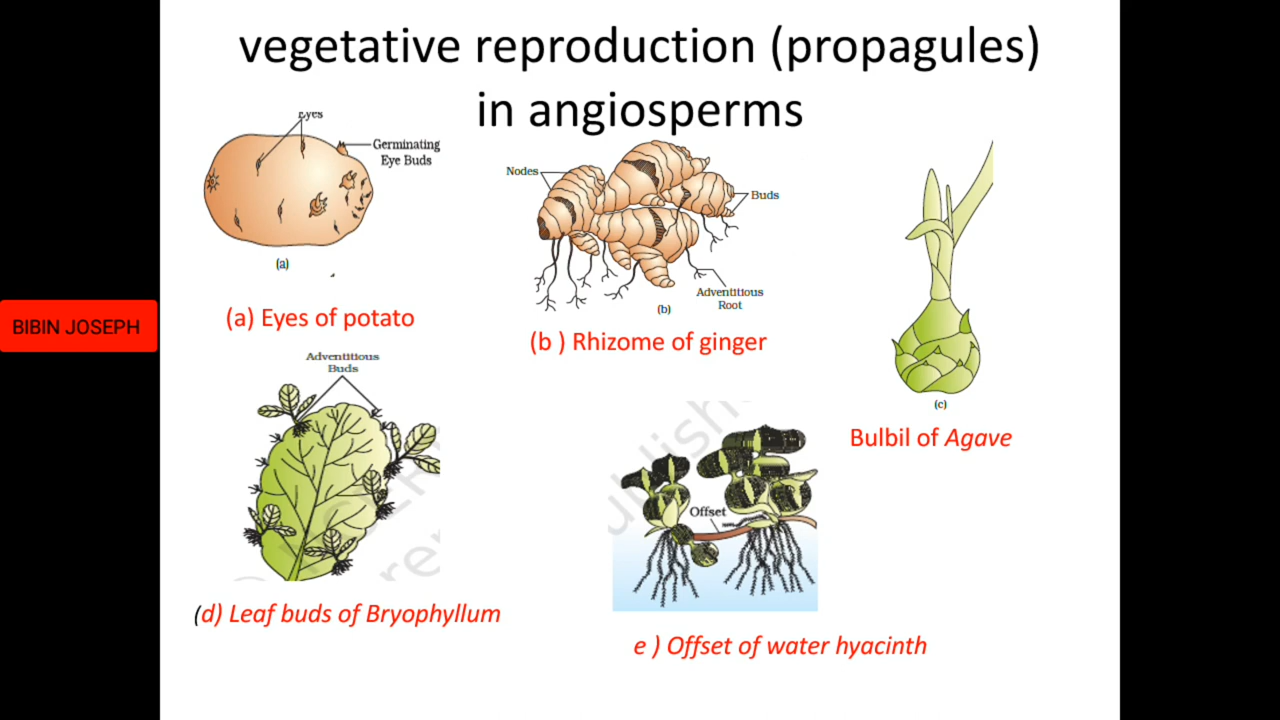 vegetative reproduction (propagules)
in angiosperms
Eyes
Germinating
Eye Buds
(a)
(a) Eyes of potato
Nodes
Buds
Adventitious
Root
(b)
(b ) Rhizome of ginger
(c)
Bulbil of Agave
BIBIN JOSEPH
Adventitious
Buds
(d) Leaf buds of Bryophyllum
Offset
e ) Offset of water hyacinth